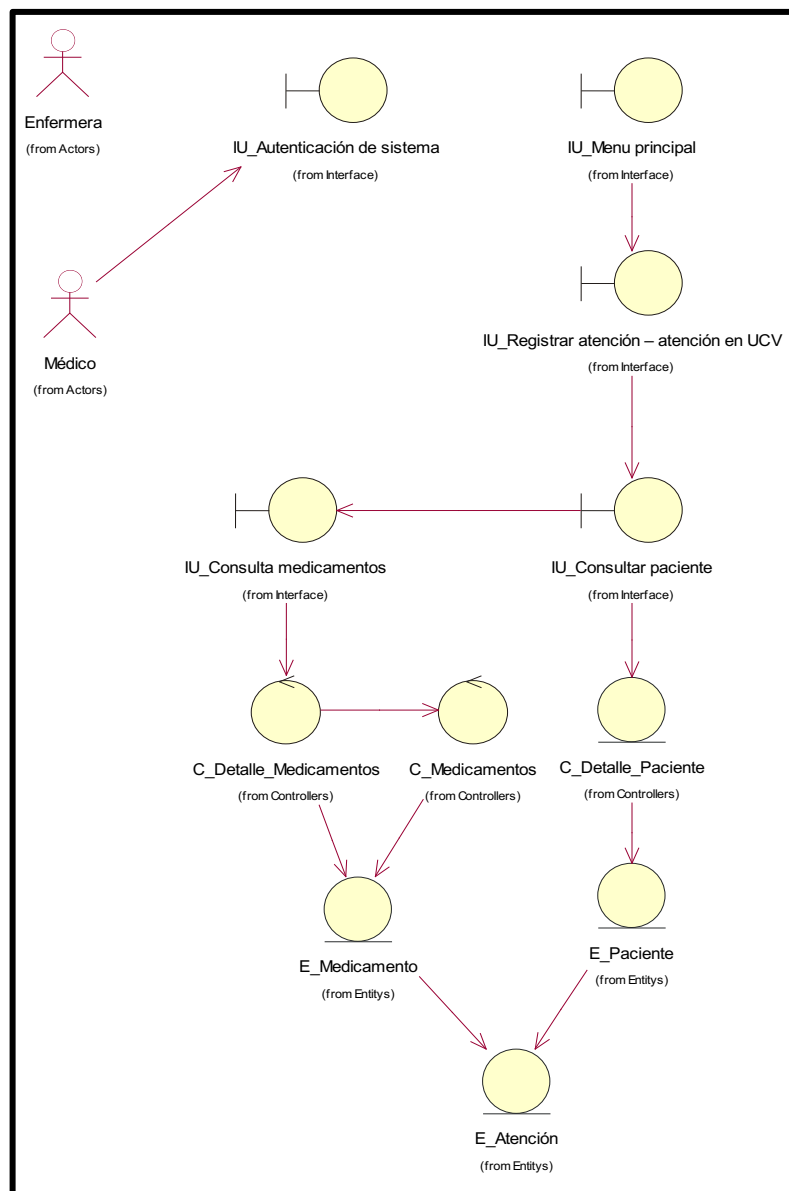 Enfermera
(from Actors)
IU_Autenticación de sistema
(from Interface)
IU_Menu principal
(from Interface)
Médico
(from Actors)
IU_Registrar atención – atención en UCV
(from Interface)
IU_Consulta medicamentos
(from Interface)
IU_Consultar paciente
(from Interface)
C_Detalle_Medicamentos
(from Controllers)
C_Medicamentos
(from Controllers)
C_Detalle_Paciente
(from Controllers)
E_Medicamento
(from Entitys)
E_Paciente
(from Entitys)
E_Atención
(from Entitys)